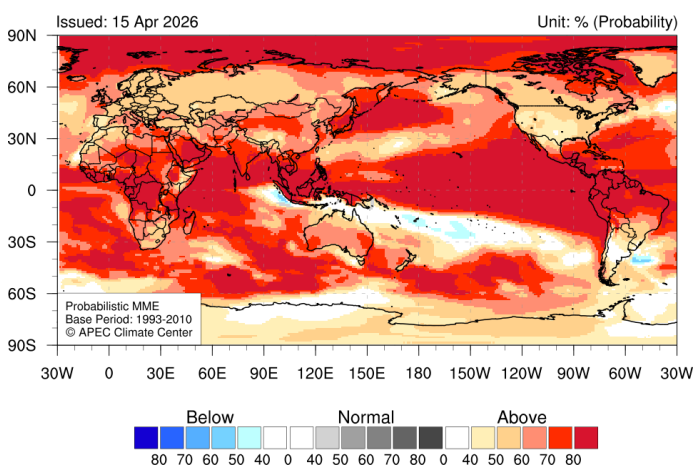 Issued: 15 Apr 2026 Unit: % (Probability)
90N
60N
30N
0
30S
60S
90S
Probabilistic MME
Base Period: 1993-2010
© APEC Climate Center
30W 0 30E 60E 90E 120E 150E 180 150W 120W 90W 60W 30W
Below Normal Above
80 70 60 50 40 0 40 50 60 70 80 0 40 50 60 70 80